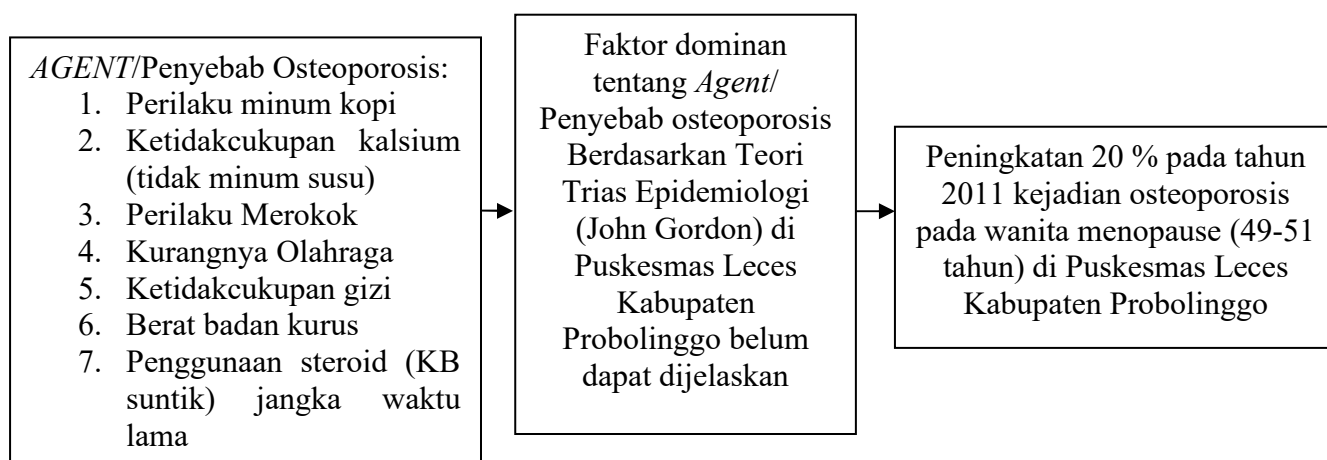 AGENT/Penyebab Osteoporosis:
1. Perilaku minum kopi
2. Ketidakcukupan kalsium
(tidak minum susu)
3. Perilaku Merokok
4. Kurangnya Olahraga
5. Ketidakcukupan gizi
6. Berat badan kurus
7. Penggunaan steroid (KB
suntik) jangka waktu
lama
Faktor dominan
tentang Agent/
Penyebab osteoporosis
Berdasarkan Teori
Trias Epidemiologi
(John Gordon) di
Puskesmas Leces
Kabupaten
Probolinggo belum
dapat dijelaskan
Peningkatan 20 % pada tahun
2011 kejadian osteoporosis
pada wanita menopause (49-51
tahun) di Puskesmas Leces
Kabupaten Probolinggo